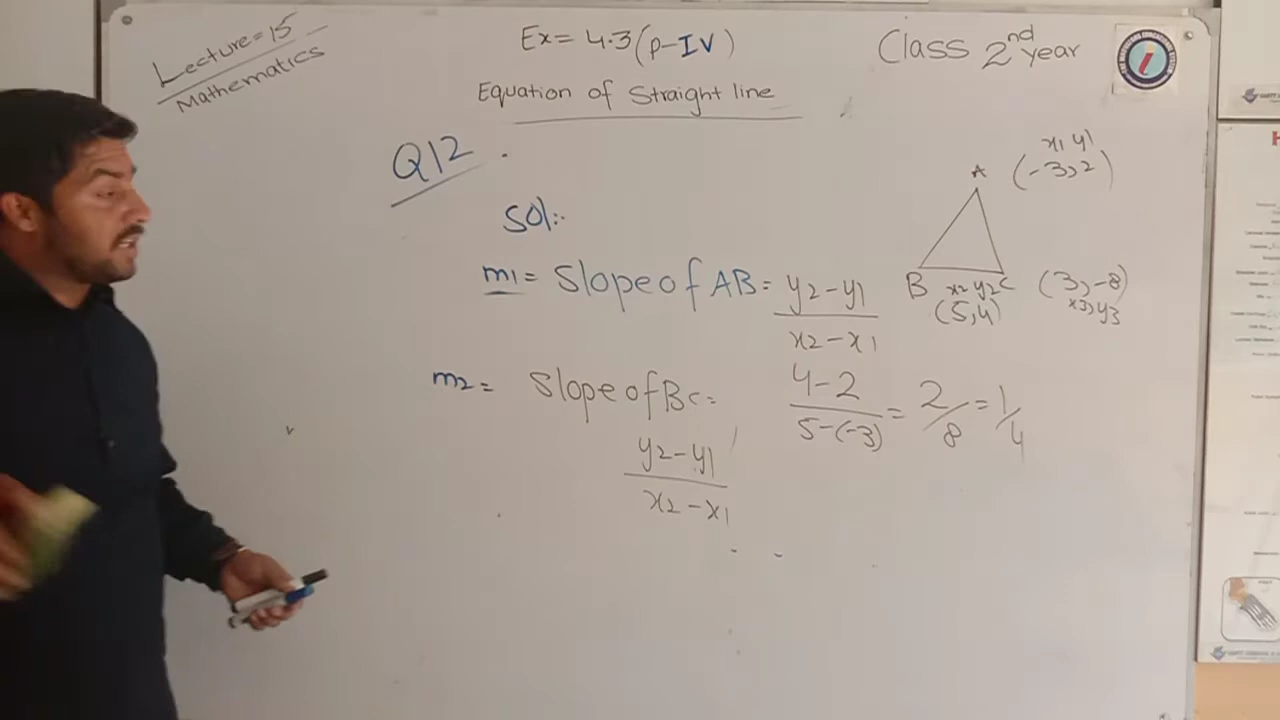 Lecture = 15
Mathematics
Ex = 4.3 (P-IV)
Class 2nd year
Equation of Straight line
Q12 .
Sol:-
x1 y1
A (-3, 2)
B x2 y2 C (3, -8)
(5, 4) x3, y3
m1 = Slope of AB = y2-y1 / x2-x1
4-2 / 5-(-3) = 2/8 = 1/4
m2 = Slope of BC =
y2-y1 / x2-x1